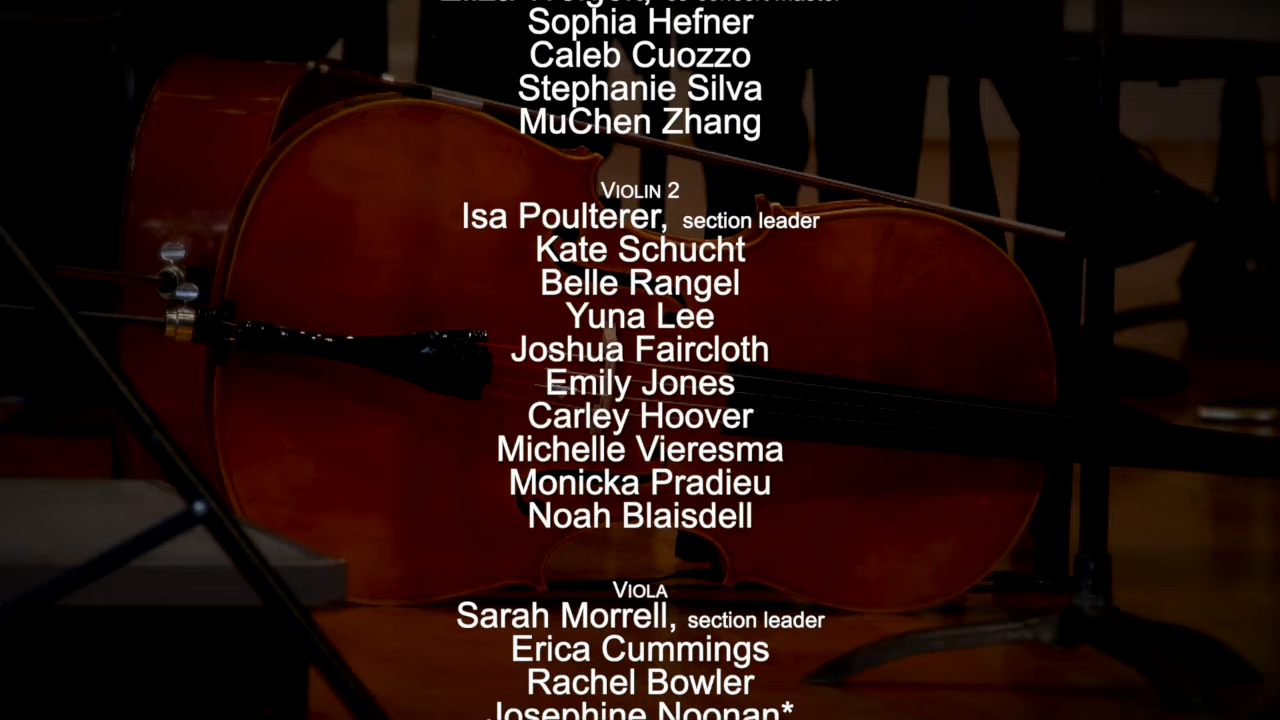 Sophia Hefner
Caleb Cuozzo
Stephanie Silva
MuChen Zhang
Violin 2
Isa Poulterer, section leader
Kate Schucht
Belle Rangel
Yuna Lee
Joshua Faircloth
Emily Jones
Carley Hoover
Michelle Vieresma
Monicka Pradieu
Noah Blaisdell
Viola
Sarah Morrell, section leader
Erica Cummings
Rachel Bowler
Josephine Noonan*